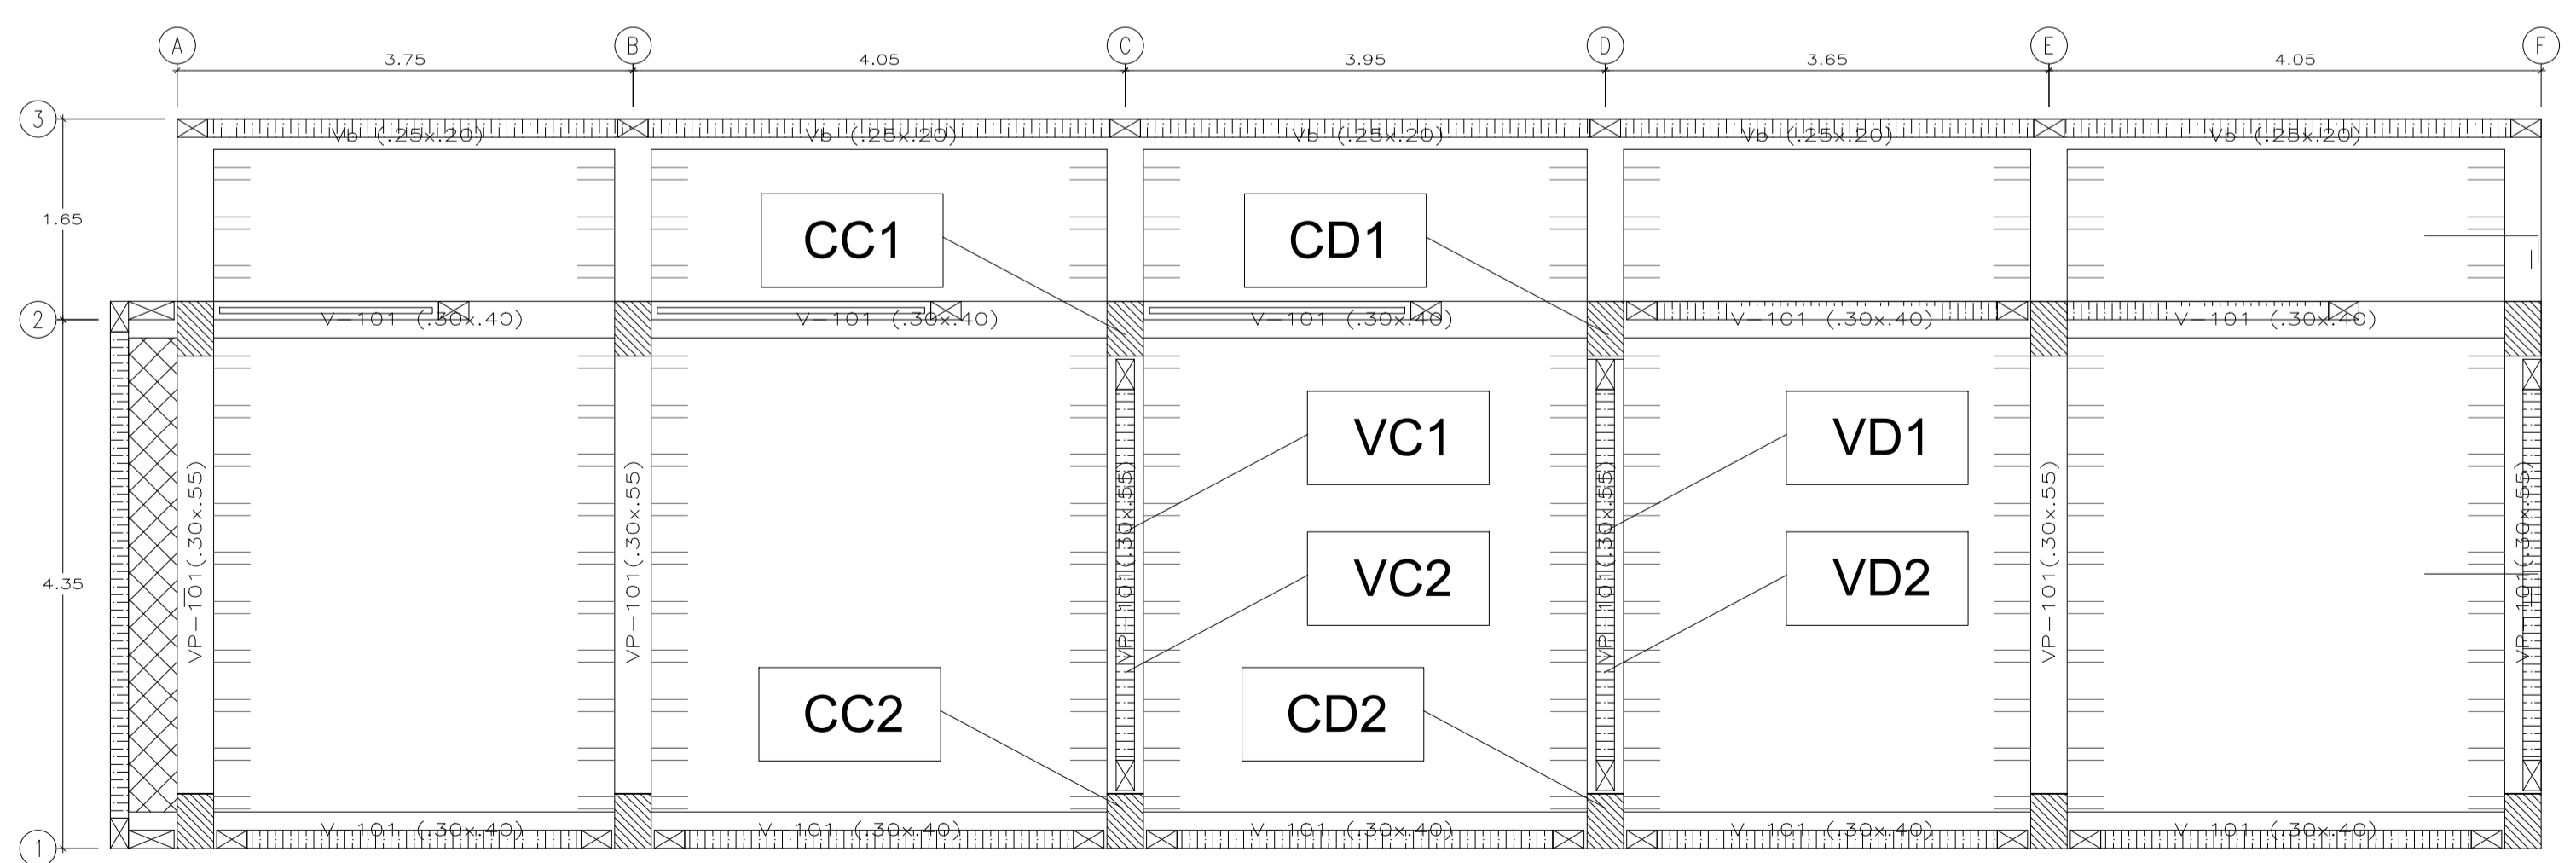 A B C D E F
3.75 4.05 3.95 3.65 4.05
3
Vb (.25x.20) Vb (.25x.20) Vb (.25x.20) Vb (.25x.20) Vb (.25x.20)
1.65
CC1 CD1
2
V-101 (.30x.40) V-101 (.30x.40) V-101 (.30x.40) V-101 (.30x.40) V-101 (.30x.40)
VC1 VD1
VP-101(.30x.55) VP-101(.30x.55) VP-101(.30x.55) VP-101(.30x.55) VP-101(.30x.55) VP-101(.30x.55)
4.35
VC2 VD2
CC2 CD2
V-101 (.30x.40) V-101 (.30x.40) V-101 (.30x.40) V-101 (.30x.40) V-101 (.30x.40)
1